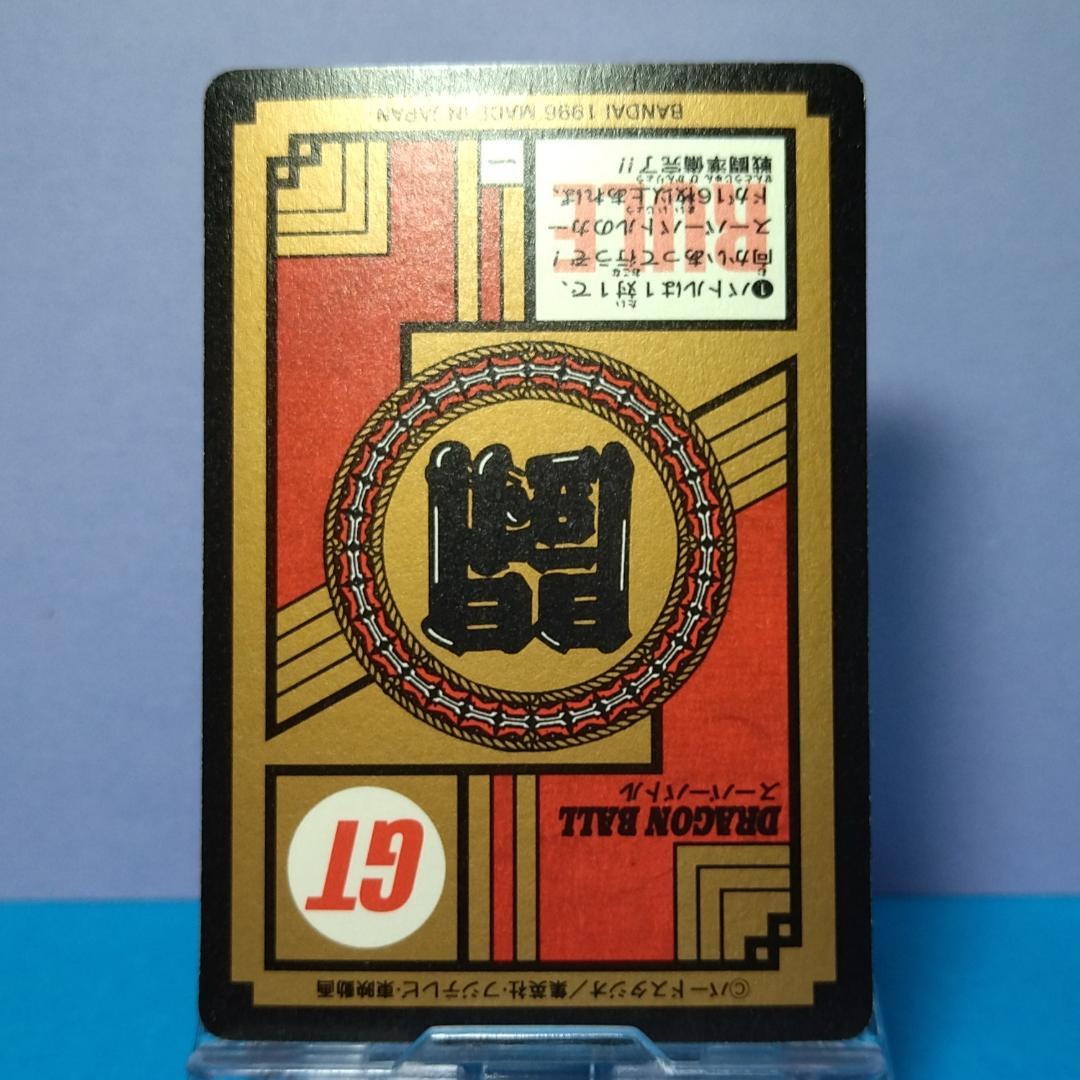 ©バードスタジオ／集英社・フジテレビ・東映動画
DRAGON BALL
スーパーバトル
GT
闘
❶バトルは1対1で、
向かいあって行うぞ！
スーパーバトルのカー
ドが16枚以上あれば、
戦闘準備完了!!
RULE
1
BANDAI 1996 MADE IN JAPAN